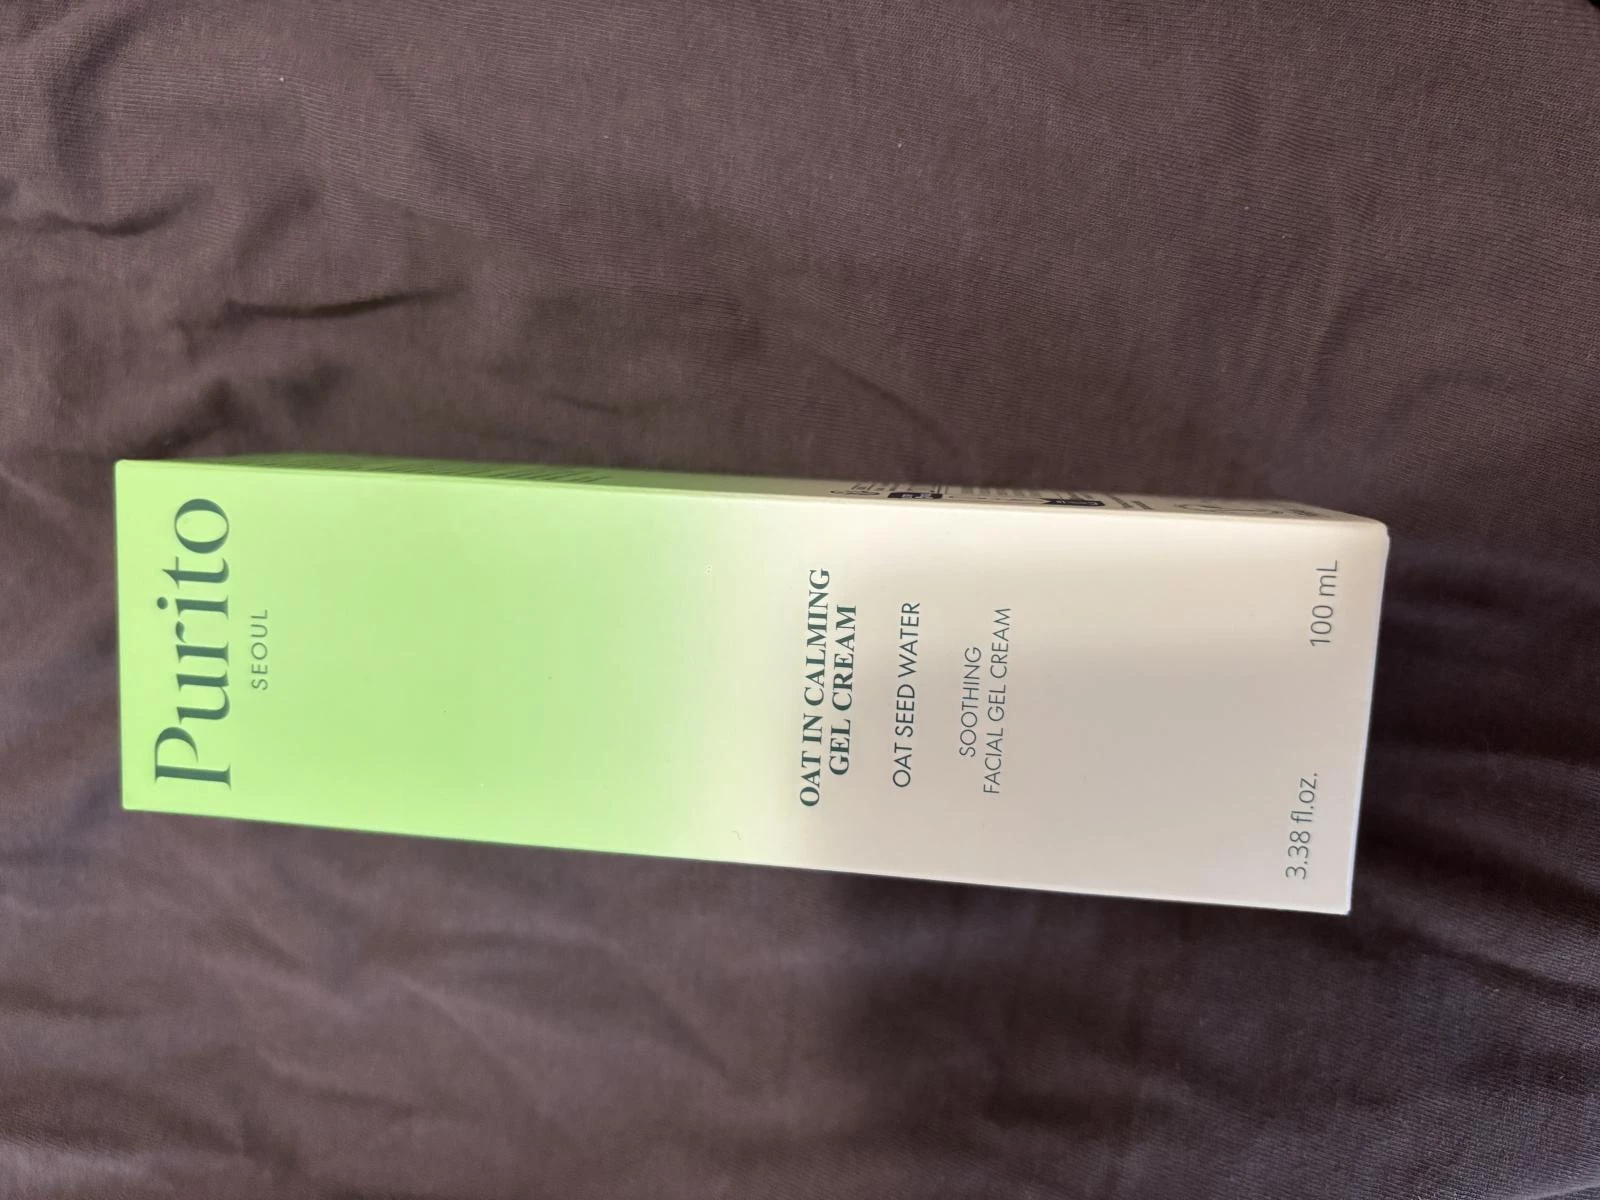 Purito
SEOUL
OAT IN CALMING
GEL CREAM
OAT SEED WATER
SOOTHING
FACIAL GEL CREAM
3.38 fl.oz.
100 mL